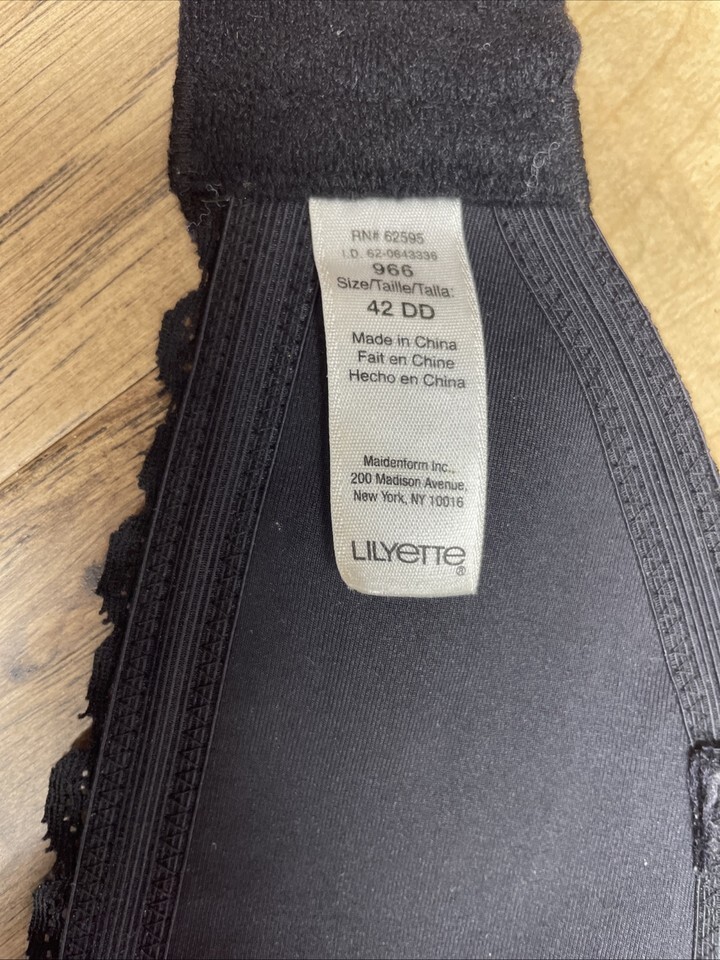 RN# 62595
I.D. 62-0643339
966
Size/Taille/Talla:
42 DD
Made in China
Fait en Chine
Hecho en China
Maidenform Inc.,
200 Madison Avenue,
New York, NY 10016
LILYETTE®